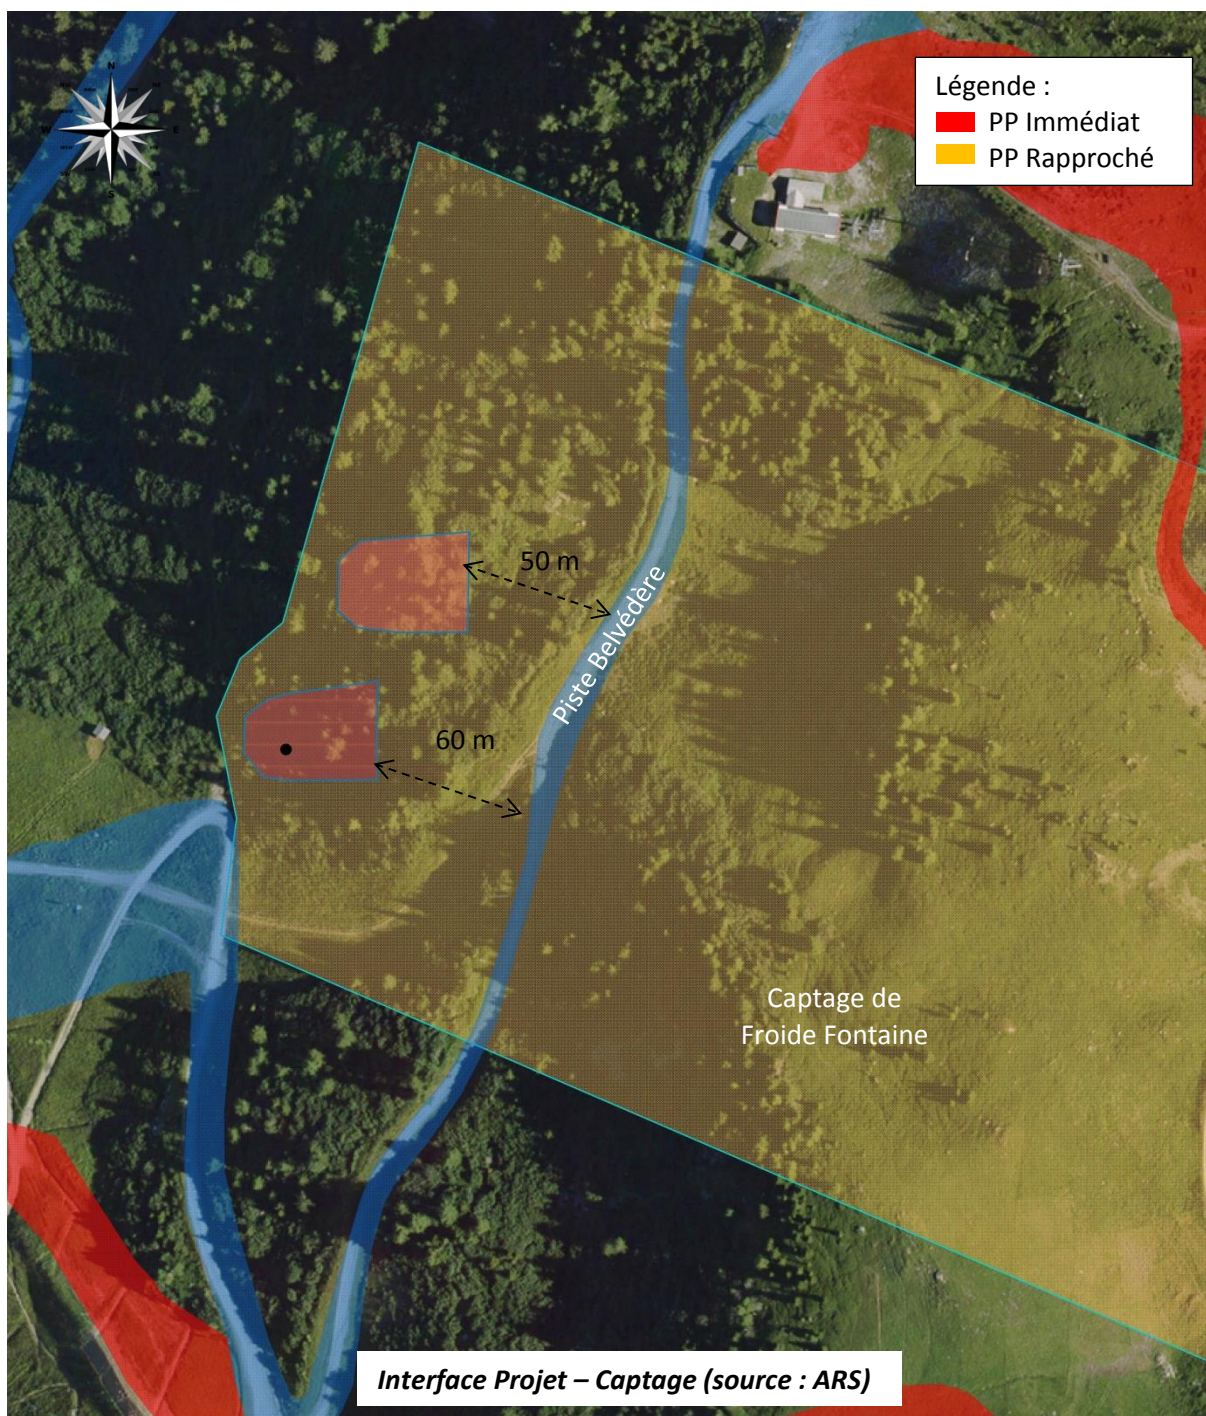 N
W
E
S
Légende :
PP Immédiat
PP Rapproché
50 m
Piste Belvédère
60 m
Captage de
Froide Fontaine
Interface Projet – Captage (source : ARS)